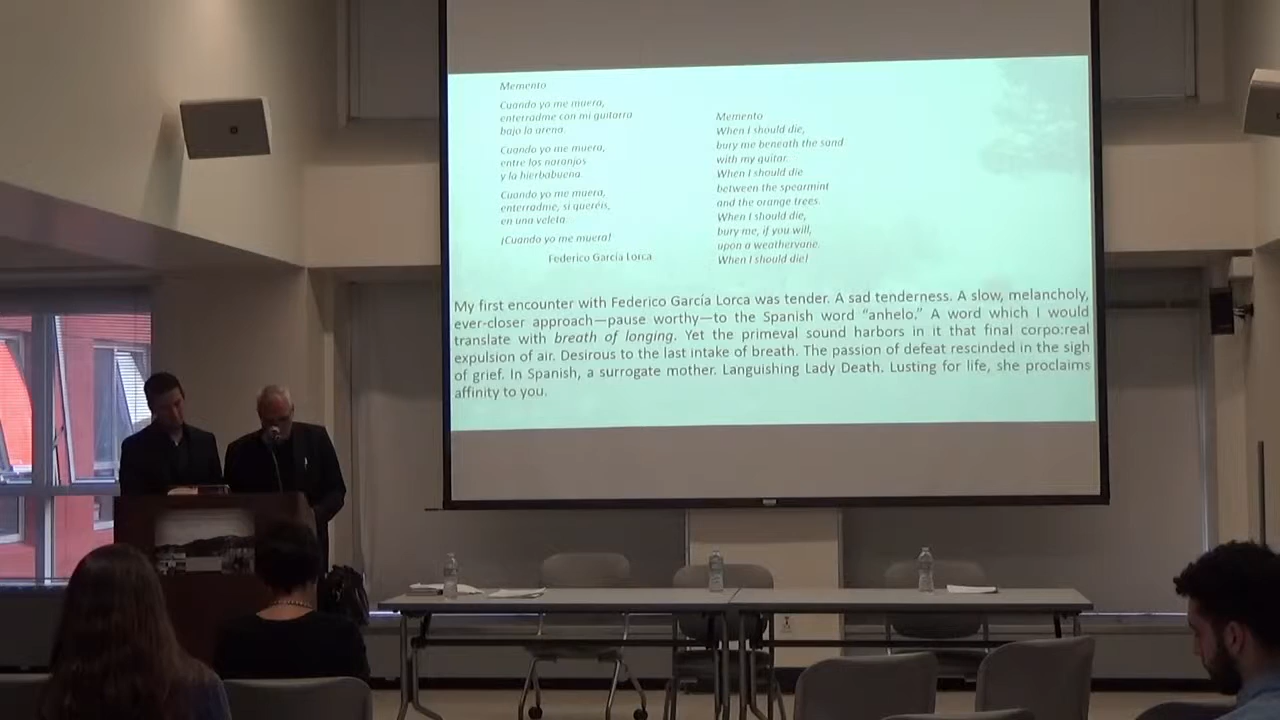 Memento
Cuando yo me muera,
enterradme con mi guitarra
bajo la arena.
Cuando yo me muera,
entre los naranjos
y la hierbabuena.
Cuando yo me muera,
enterradme, si queréis,
en una veleta.
¡Cuando yo me muera!
Federico García Lorca
Memento
When I should die,
bury me beneath the sand
with my guitar.
When I should die
between the spearmint
and the orange trees.
When I should die,
bury me, if you will,
upon a weathervane.
When I should die!
My first encounter with Federico García Lorca was tender. A sad tenderness. A slow, melancholy,
ever-closer approach—pause worthy—to the Spanish word “anhelo.” A word which I would
translate with breath of longing. Yet the primeval sound harbors in it that final corpo:real
expulsion of air. Desirous to the last intake of breath. The passion of defeat rescinded in the sigh
of grief. In Spanish, a surrogate mother. Languishing Lady Death. Lusting for life, she proclaims
affinity to you.